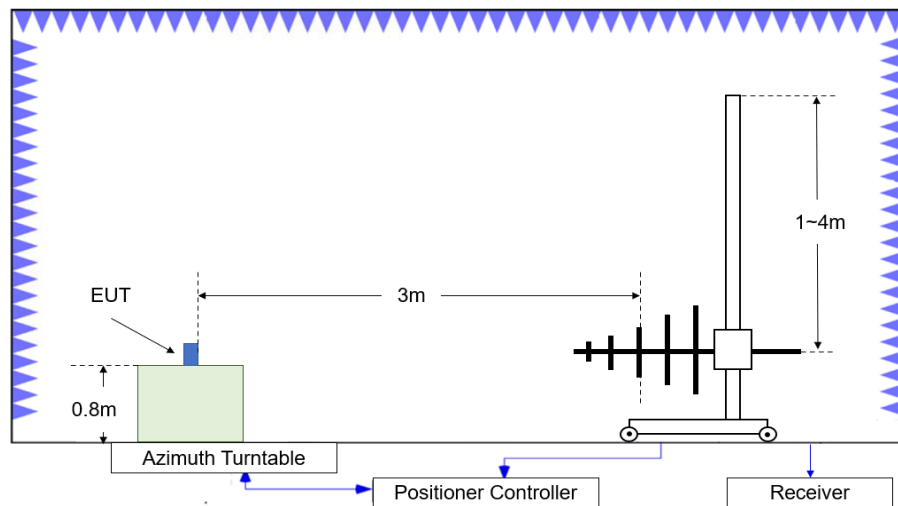 1~4m
EUT
3m
0.8m
Azimuth Turntable
Positioner Controller
Receiver